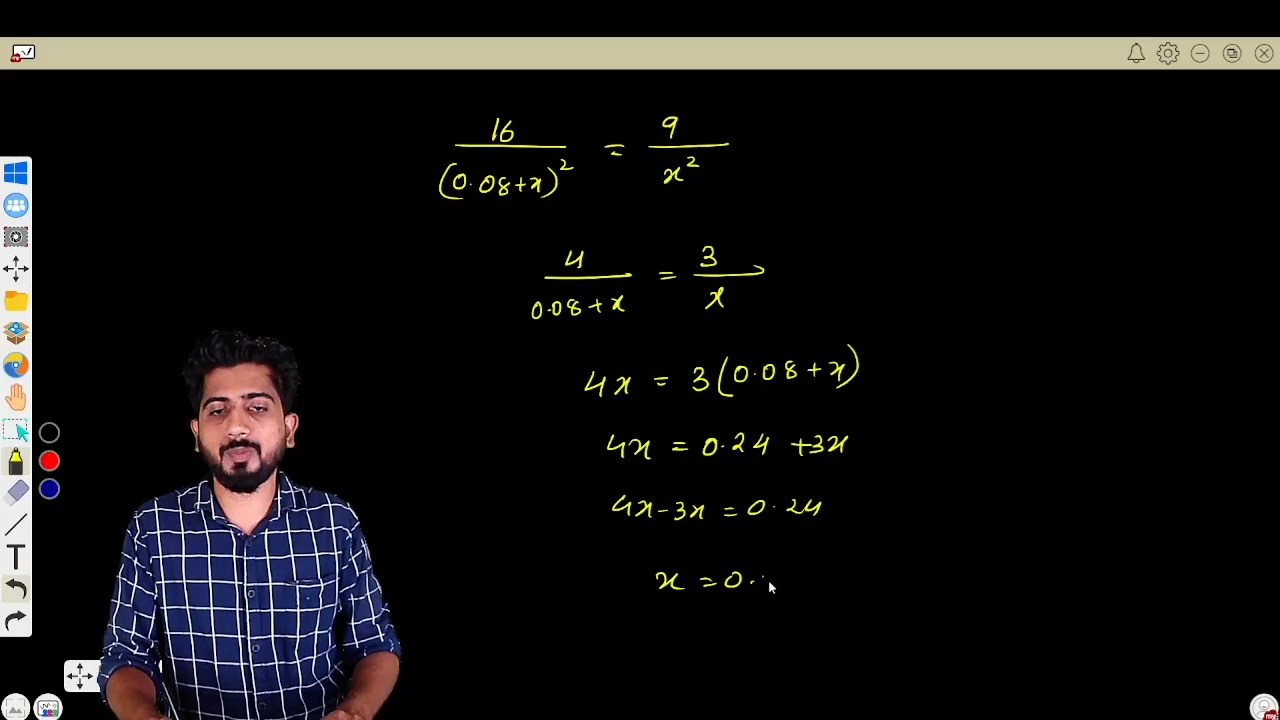 16/(0.08+x)² = 9/x²
4/0.08+x = 3/x
4x = 3(0.08+x)
4x = 0.24 +3x
4x-3x = 0.24
x = 0.
T